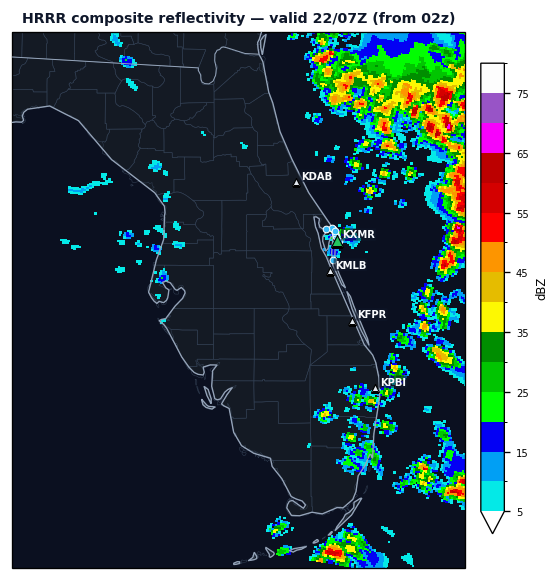 HRRR composite reflectivity — valid 22/07Z (from 02z)
KDAB
KXMR
KMLB
KFPR
KPBI
75
65
55
45
35
25
15
5
dBZ